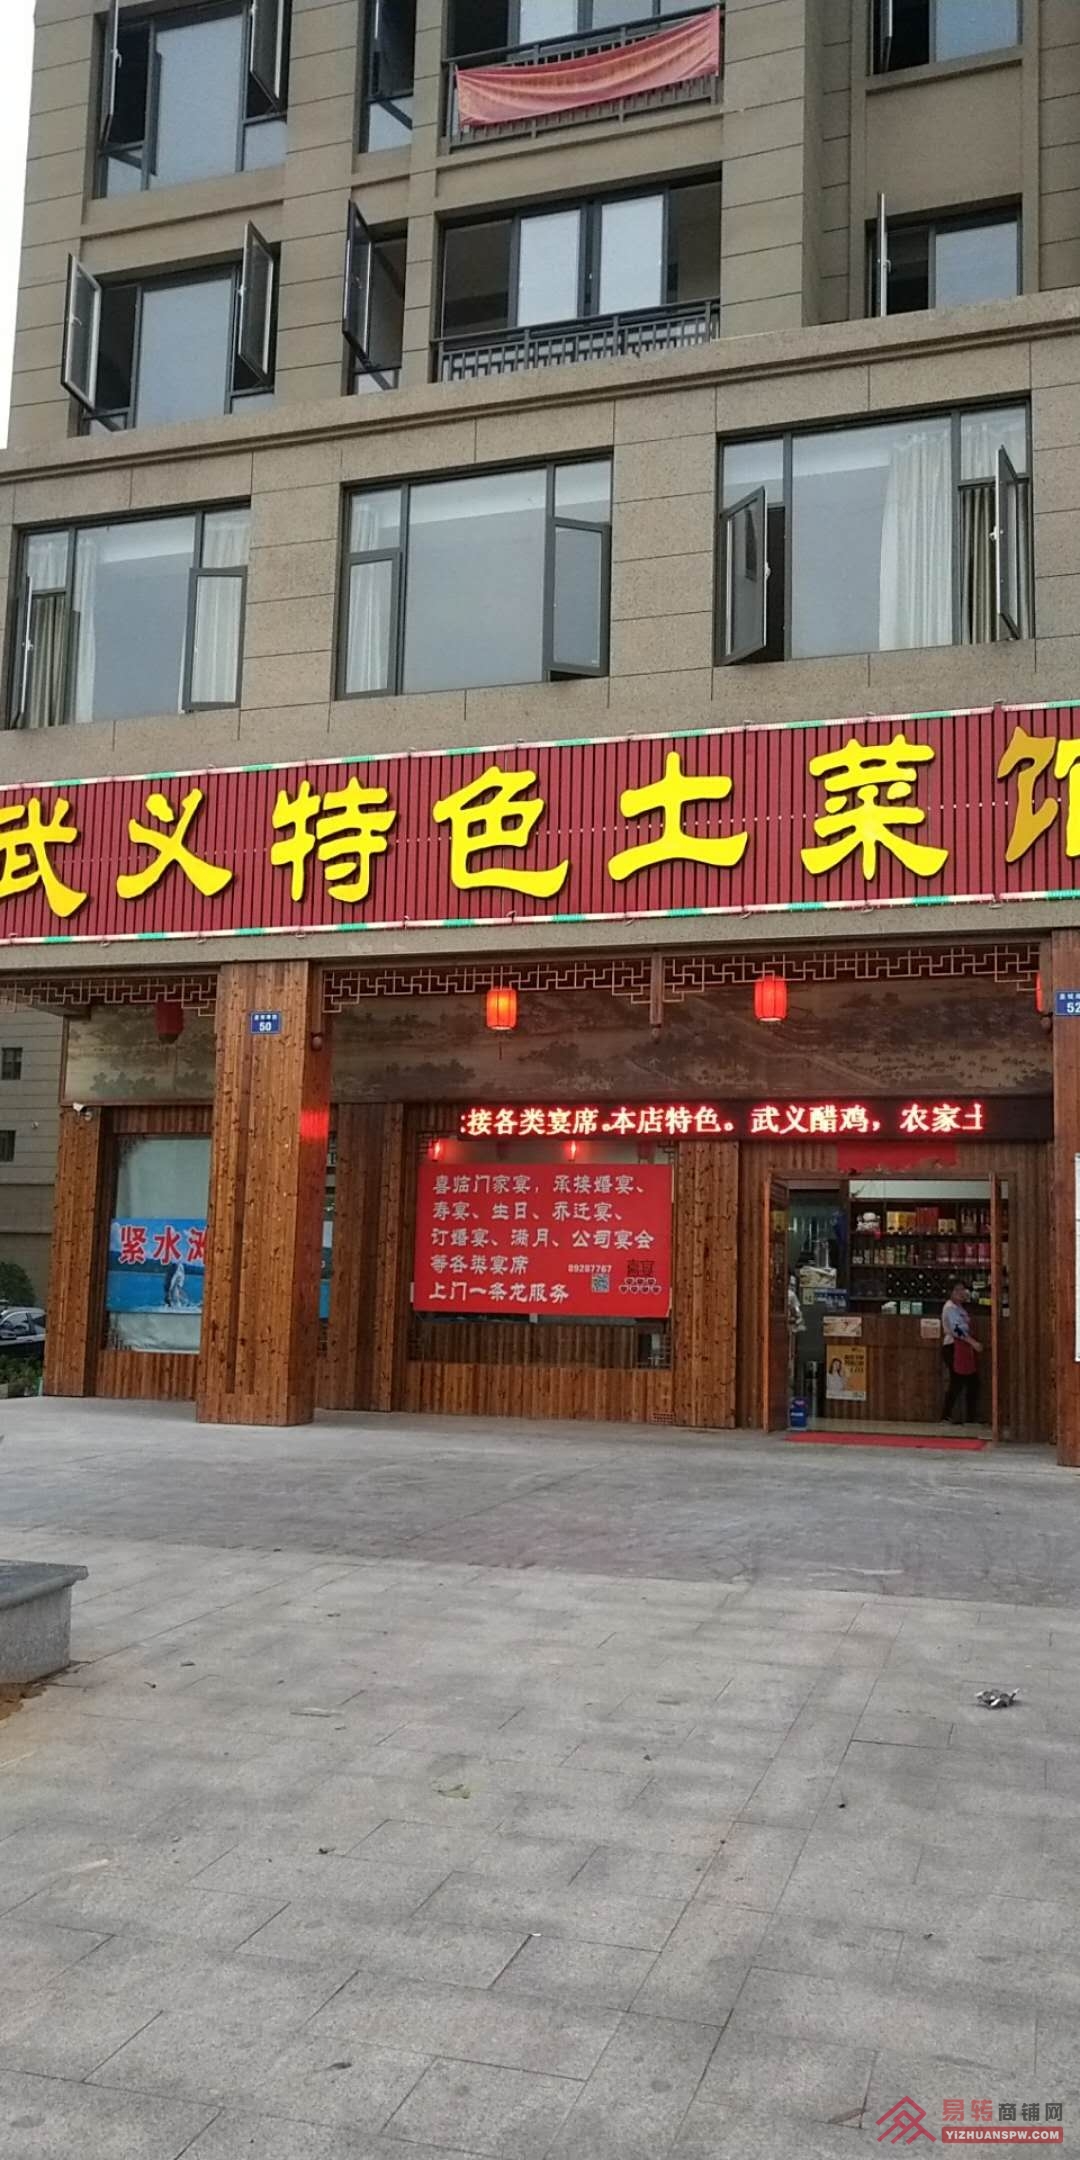 武义特色土菜馆
50
52
接各类宴席.本店特色。武义醋鸡，农家土
喜临门家宴，承接婚宴、
寿宴、生日、乔迁宴、
订婚宴、满月、公司宴会
等各类宴席 89287767
上门一条龙服务
紧水滩
易转商铺网
YIZHUANSPW.COM